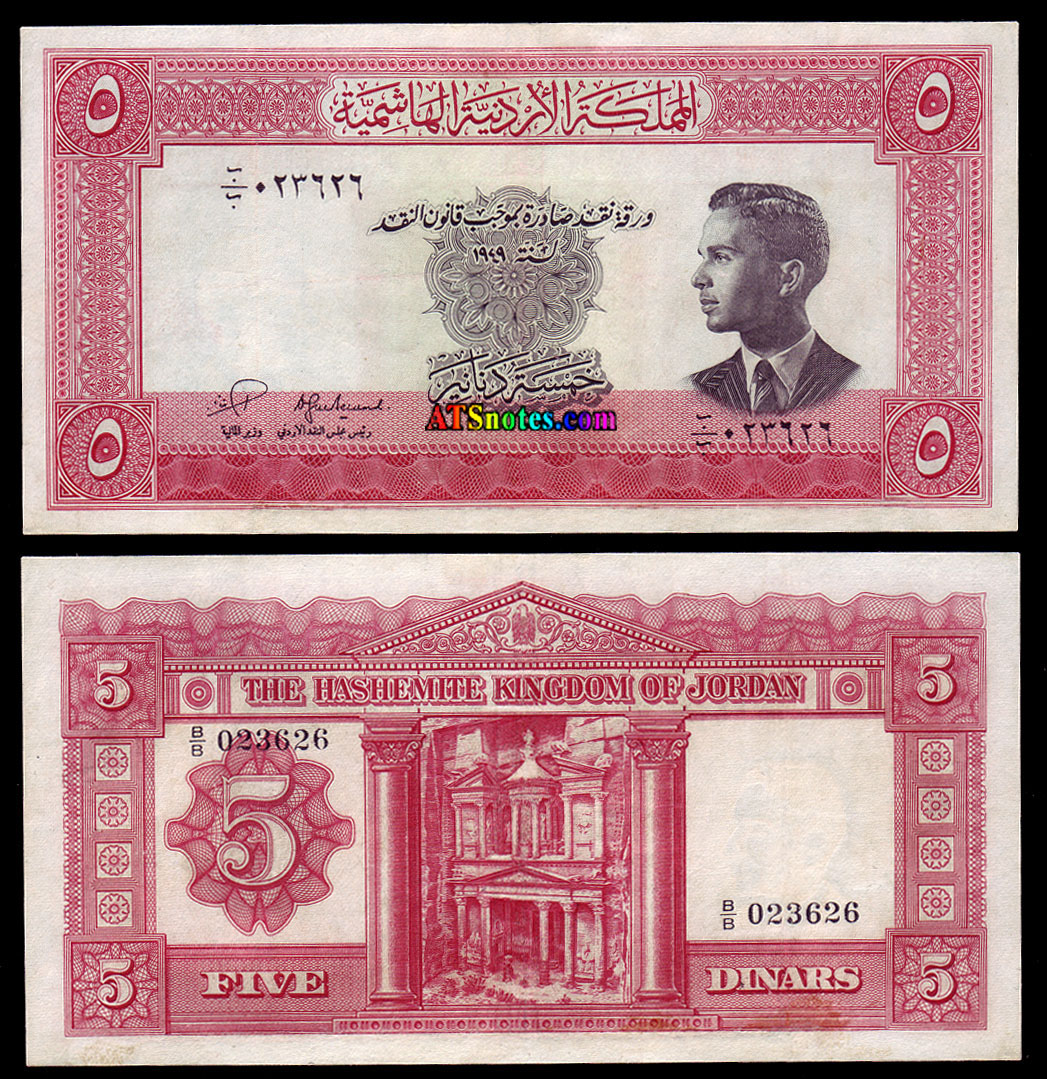 ٥ المملكة الأردنية الهاشمية ٥
ب/ب ٠٢٣٦٢٦
ورقة نقد صادرة بموجب قانون النقد
لسنة ١٩٤٩
خمسة دنانير
ATSnotes.com
رئيس مجلس النقد الأردني وزير المالية
ب/ب ٠٢٣٦٢٦
٥ ٥
THE HASHEMITE KINGDOM OF JORDAN
5 5
B/B 023626
5
B/B 023626
5 FIVE DINARS 5